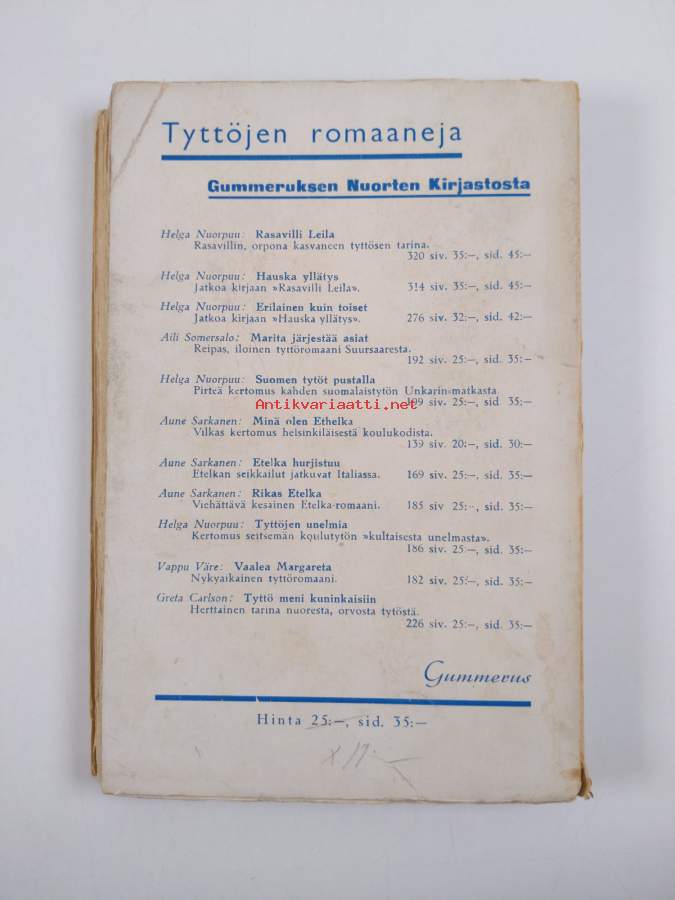 Tyttöjen romaaneja
Gummeruksen Nuorten Kirjastosta
Helga Nuorpuu: Rasavilli Leila
Rasavillin, orpona kasvaneen tyttösen tarina.
320 siv. 35:—, sid. 45:—
Helga Nuorpuu: Hauska yllätys
Jatkoa kirjaan »Rasavilli Leila». 314 siv. 35:—, sid. 45:—
Helga Nuorpuu: Erilainen kuin toiset
Jatkoa kirjaan »Hauska yllätys». 276 siv. 32:—, sid. 42:—
Aili Somersalo: Marita järjestää asiat
Reipas, iloinen tyttöromaani Suursaaresta.
192 siv. 25:—, sid. 35:—
Helga Nuorpuu: Suomen tytöt pustalla
Pirteä kertomus kahden suomalaistytön Unkarin-matkasta.
Antikvariaatti.net
199 siv. 25:—, sid 35:—
Aune Sarkanen: Minä olen Ethelka
Vilkas kertomus helsinkiläisestä koulukodista.
139 siv. 20:—, sid. 30:—
Aune Sarkanen: Etelka hurjistuu
Etelkan seikkailut jatkuvat Italiassa. 169 siv. 25:—, sid. 35:—
Aune Sarkanen: Rikas Etelka
Viehättävä kesäinen Etelka-romaani. 185 siv 25:—, sid. 35:—
Helga Nuorpuu: Tyttöjen unelmia
Kertomus seitsemän koulutytön »kultaisesta unelmasta».
186 siv. 25:—, sid. 35:—
Vappu Väre: Vaalea Margareta
Nykyaikainen tyttöromaani. 182 siv. 25:—, sid. 35:—
Greta Carlson: Tyttö meni kuninkaisiin
Herttainen tarina nuoresta, orvosta tytöstä.
226 siv. 25:—, sid. 35:—
Gummerus
Hinta 25:—, sid. 35:—